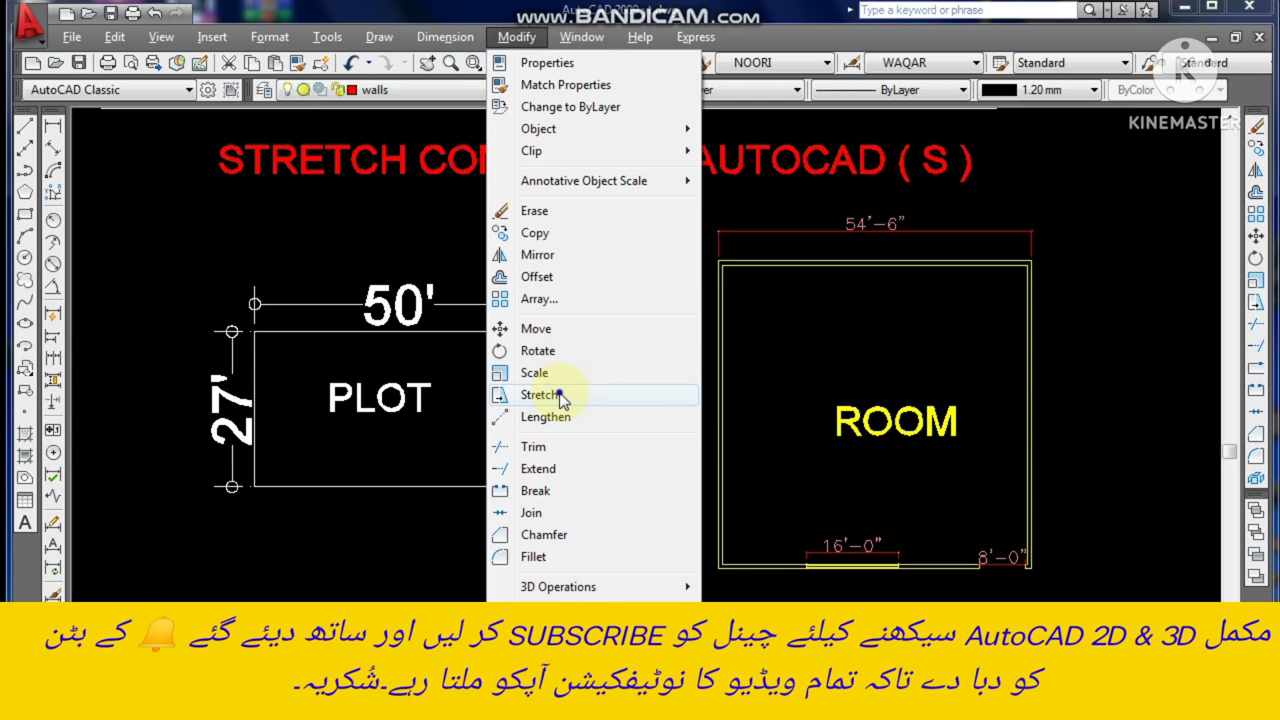 www.BANDICAM.com
Type a keyword or phrase
File Edit View Insert Format Tools Draw Dimension Modify Window Help Express
NOORI WAQAR Standard Standard
AutoCAD Classic walls ByLayer 1.20 mm ByColor
KINEMASTER
STRETCH CO AUTOCAD ( S )
Properties
Match Properties
Change to ByLayer
Object
Clip
Annotative Object Scale
Erase
Copy
Mirror
Offset
Array...
Move
Rotate
Scale
Stretch
Lengthen
Trim
Extend
Break
Join
Chamfer
Fillet
3D Operations
50'
27'
PLOT
54'-6"
ROOM
16'-0"
8'-0"
مکمل AutoCAD 2D & 3D سیکھنے کیلئے چینل کو SUBSCRIBE کر لیں اور ساتھ دیئے گئے 🔔 کے بٹن
کو دبا دے تاکہ تمام ویڈیو کا نوٹیفکیشن آپکو ملتا رہے۔شُکریہ۔